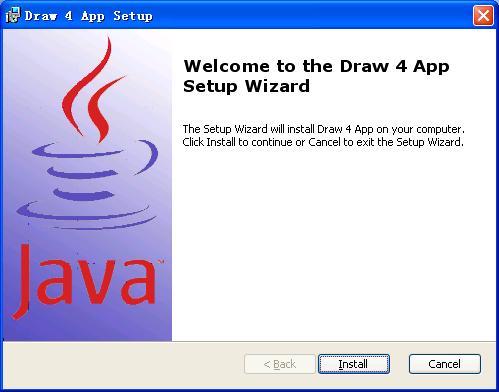 Draw 4 App Setup
Welcome to the Draw 4 App
Setup Wizard
The Setup Wizard will install Draw 4 App on your computer.
Click Install to continue or Cancel to exit the Setup Wizard.
Java™
< Back
Install
Cancel